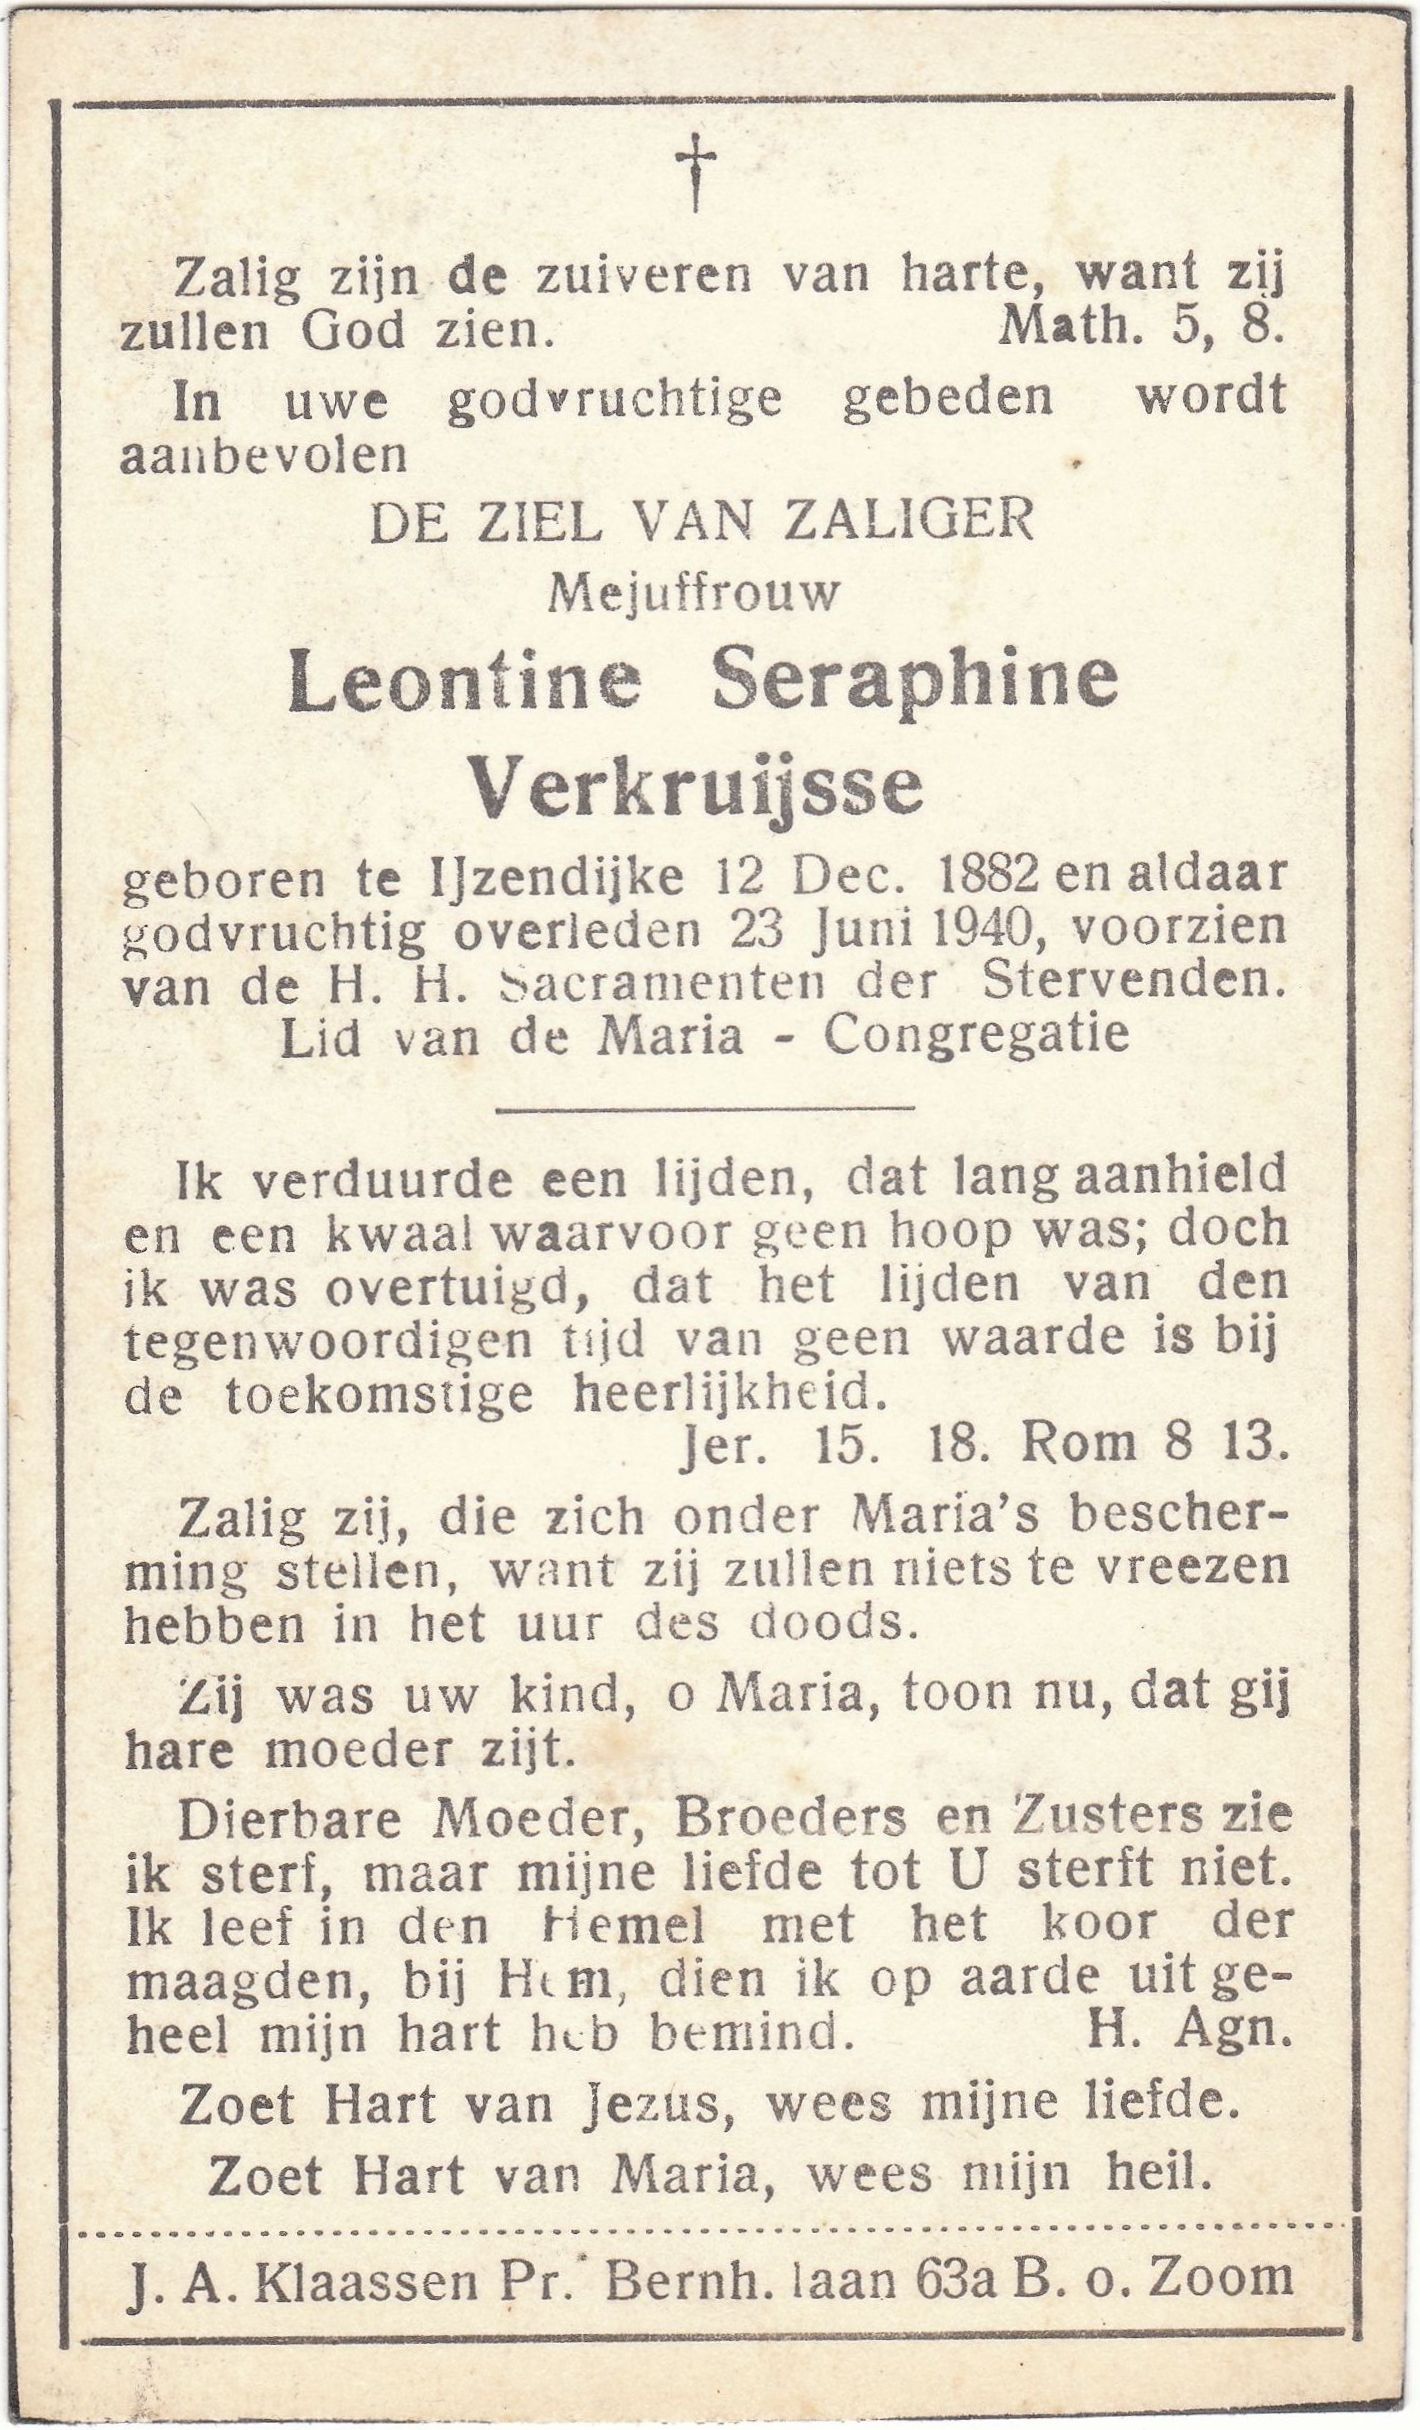 Zalig zijn de zuiveren van harte, want zij
zullen God zien. Math. 5, 8.
In uwe godvruchtige gebeden wordt
aanbevolen
DE ZIEL VAN ZALIGER
Mejuffrouw
Leontine Seraphine
Verkruijsse
geboren te IJzendijke 12 Dec. 1882 en aldaar
godvruchtig overleden 23 Juni 1940, voorzien
van de H. H. Sacramenten der Stervenden.
Lid van de Maria - Congregatie
Ik verduurde een lijden, dat lang aanhield
en een kwaal waarvoor geen hoop was; doch
ik was overtuigd, dat het lijden van den
tegenwoordigen tijd van geen waarde is bij
de toekomstige heerlijkheid.
Jer. 15. 18. Rom 8 13.
Zalig zij, die zich onder Maria's bescher-
ming stellen, want zij zullen niets te vreezen
hebben in het uur des doods.
Zij was uw kind, o Maria, toon nu, dat gij
hare moeder zijt.
Dierbare Moeder, Broeders en Zusters zie
ik sterf, maar mijne liefde tot U sterft niet.
Ik leef in den Hemel met het koor der
maagden, bij Hem, dien ik op aarde uit ge-
heel mijn hart heb bemind. H. Agn.
Zoet Hart van Jezus, wees mijne liefde.
Zoet Hart van Maria, wees mijn heil.
J. A. Klaassen Pr. Bernh. laan 63a B. o. Zoom